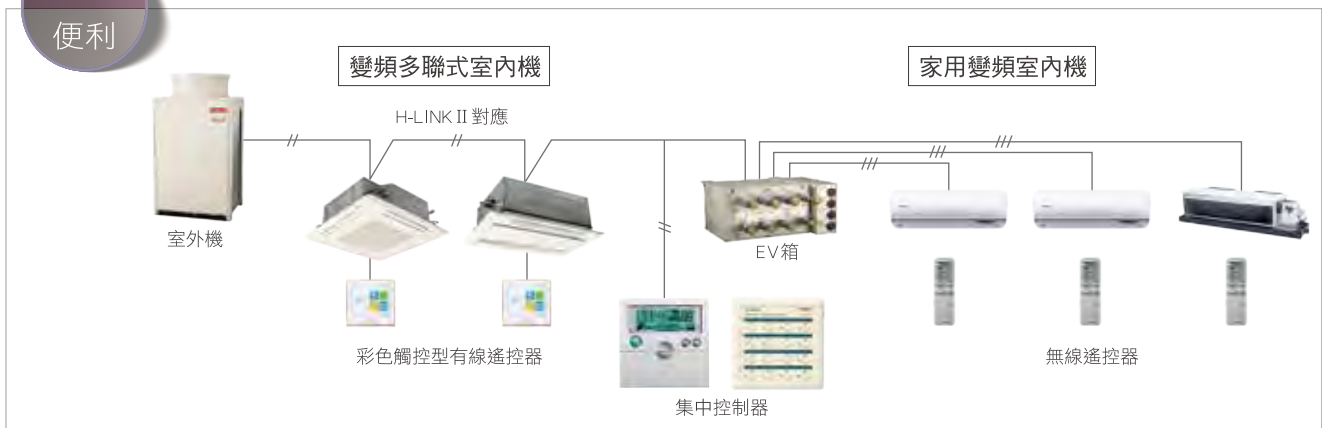 便利
變頻多聯式室內機
家用變頻室內機
H-LINK II 對應
室外機
EV箱
彩色觸控型有線遙控器
無線遙控器
集中控制器